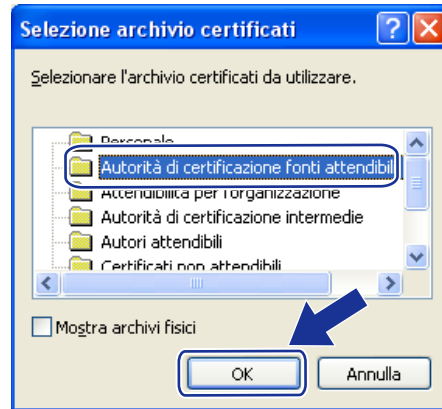 Selezione archivio certificati
Selezionare l'archivio certificati da utilizzare.
Personale
Autorità di certificazione fonti attendibil
Attendibilità per l'organizzazione
Autorità di certificazione intermedie
Autori attendibili
Certificati non attendibili
Mostra archivi fisici
OK
Annulla